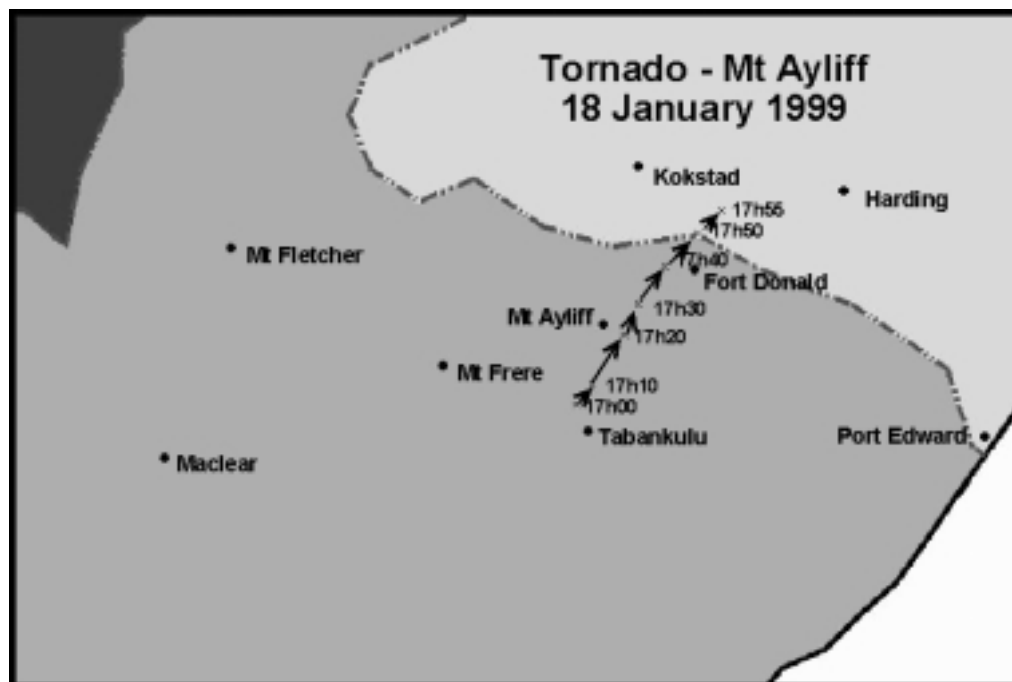 Tornado - Mt Ayliff
18 January 1999
Kokstad
Harding
17h55
17h50
Mt Fletcher
17h40
Fort Donald
17h30
Mt Ayliff
17h20
Mt Frere
17h10
17h00
Tabankulu
Port Edward
Maclear